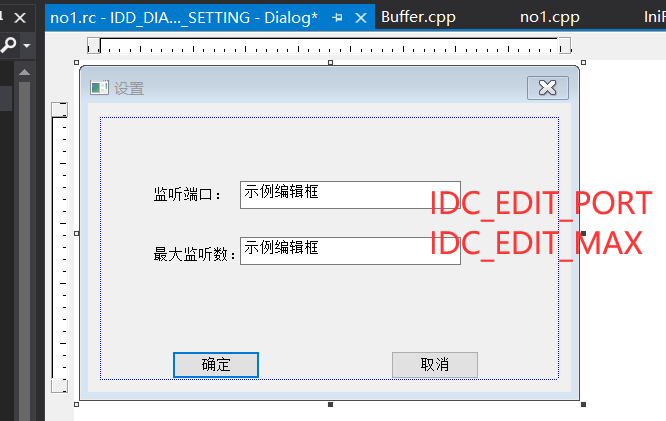 no1.rc - IDD_DIA..._SETTING - Dialog* Buffer.cpp no1.cpp IniF
设置
监听端口： 示例编辑框 IDC_EDIT_PORT
最大监听数： 示例编辑框 IDC_EDIT_MAX
确定 取消